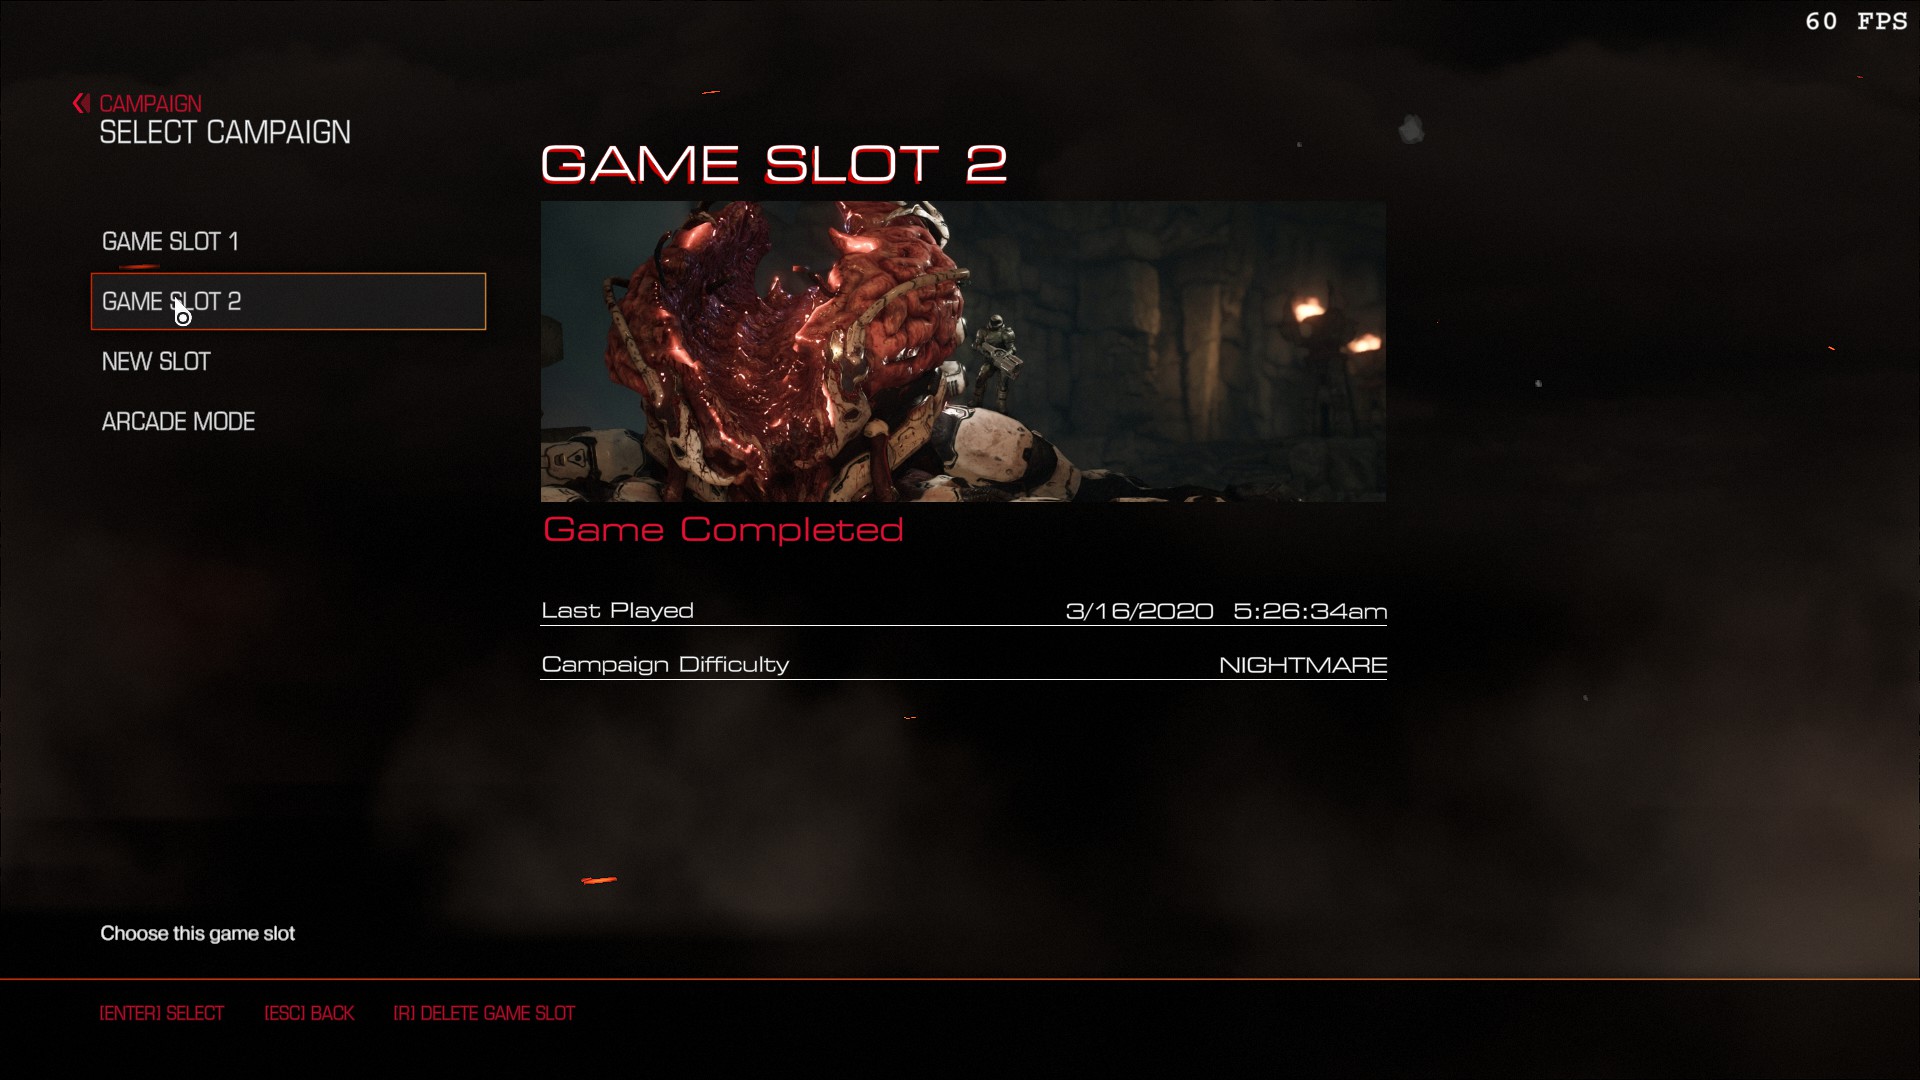 60 FPS
CAMPAIGN
SELECT CAMPAIGN
GAME SLOT 1
GAME SLOT 2
NEW SLOT
ARCADE MODE
GAME SLOT 2
Game Completed
Last Played 3/16/2020 5:26:34am
Campaign Difficulty NIGHTMARE
Choose this game slot
[ENTER] SELECT [ESC] BACK [R] DELETE GAME SLOT